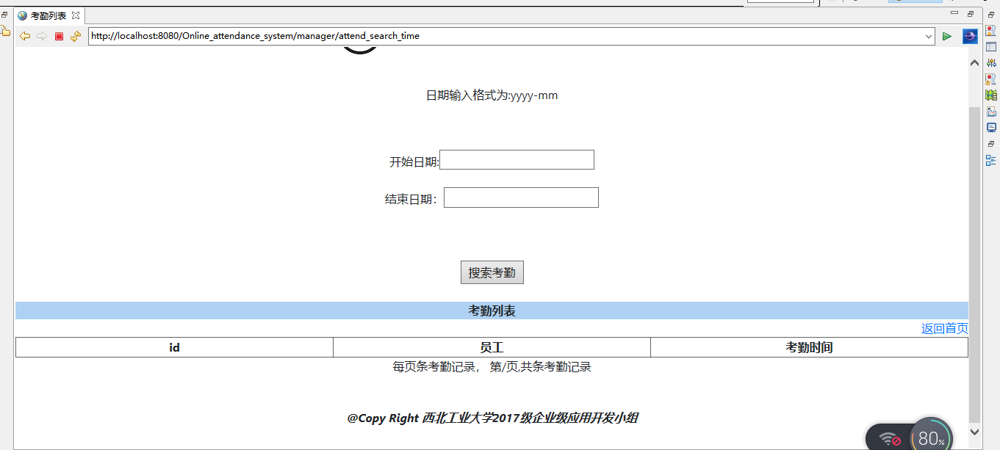 考勤列表
http://localhost:8080/Online_attendance_system/manager/attend_search_time
日期输入格式为:yyyy-mm
开始日期:
结束日期：
搜索考勤
考勤列表
返回首页
id 员工 考勤时间
每页条考勤记录， 第/页,共条考勤记录
@Copy Right 西北工业大学2017级企业级应用开发小组
80%